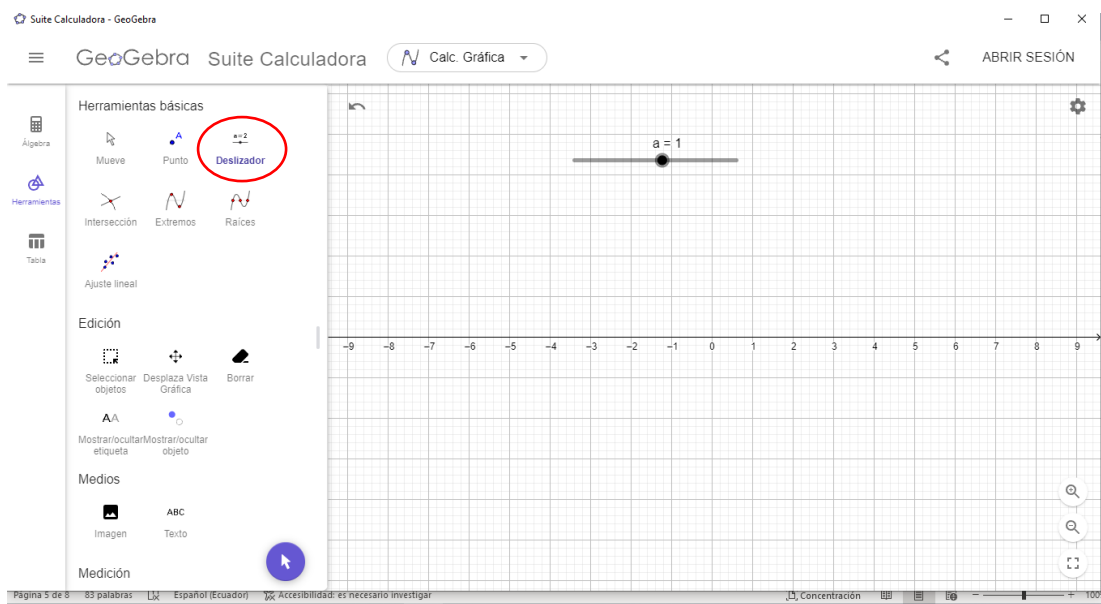 Suite Calculadora - GeoGebra
GeoGebra Suite Calculadora
Calc. Gráfica
ABRIR SESIÓN
Álgebra
Herramientas
Tabla
Herramientas básicas
A
a=2
Mueve Punto Deslizador
Intersección Extremos Raíces
Ajuste lineal
Edición
Seleccionar objetos
Desplaza Vista Gráfica
Borrar
AA
Mostrar/ocultar etiqueta
Mostrar/ocultar objeto
Medios
ABC
Imagen Texto
Medición
a = 1
−9 −8 −7 −6 −5 −4 −3 −2 −1 0 1 2 3 4 5 6 7 8 9
Página 5 de 8 83 palabras Español (Ecuador) Accesibilidad: es necesario investigar Concentración 100